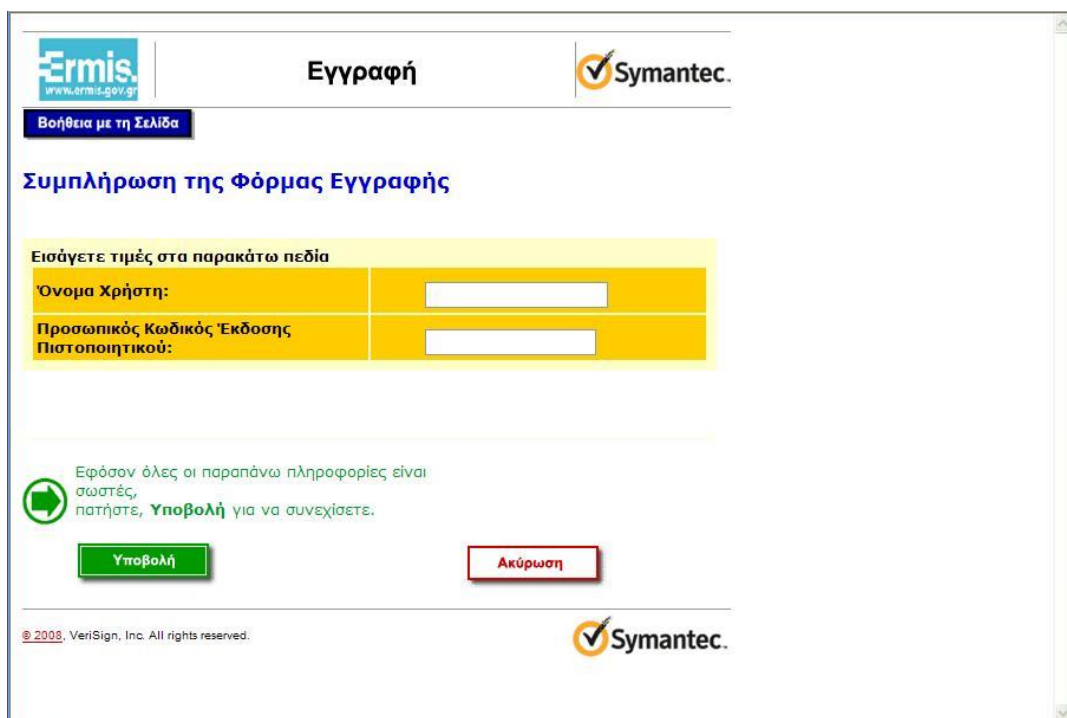 Ermis.
www.ermis.gov.gr
Εγγραφή
Symantec.
Βοήθεια με τη Σελίδα
Συμπλήρωση της Φόρμας Εγγραφής
Εισάγετε τιμές στα παρακάτω πεδία
Όνομα Χρήστη:
Προσωπικός Κωδικός Έκδοσης
Πιστοποιητικού:
Εφόσον όλες οι παραπάνω πληροφορίες είναι
σωστές,
πατήστε, Υποβολή για να συνεχίσετε.
Υποβολή
Ακύρωση
© 2008, VeriSign, Inc. All rights reserved.
Symantec.